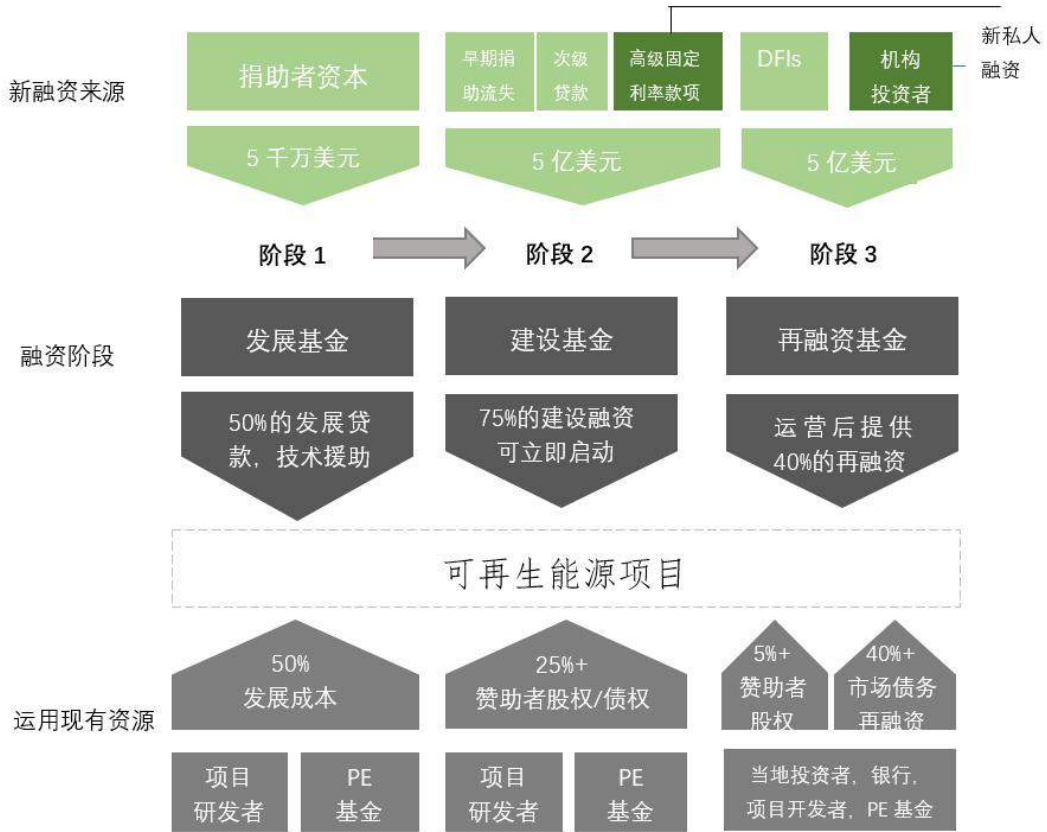 新私人
融资
新融资来源
捐助者资本
早期捐
助流失
次级
贷款
高级固定
利率款项
DFIs
机构
投资者
5 千万美元
5 亿美元
5 亿美元
阶段 1
阶段 2
阶段 3
融资阶段
发展基金
建设基金
再融资基金
50%的发展贷
款，技术援助
75%的建设融资
可立即启动
运营后提供
40%的再融资
可再生能源项目
运用现有资源
50%
发展成本
25%+
赞助者股权/债权
5%+
赞助者
股权
40%+
市场债务
再融资
项目
研发者
PE
基金
项目
研发者
PE
基金
当地投资者，银行，
项目开发者，PE 基金